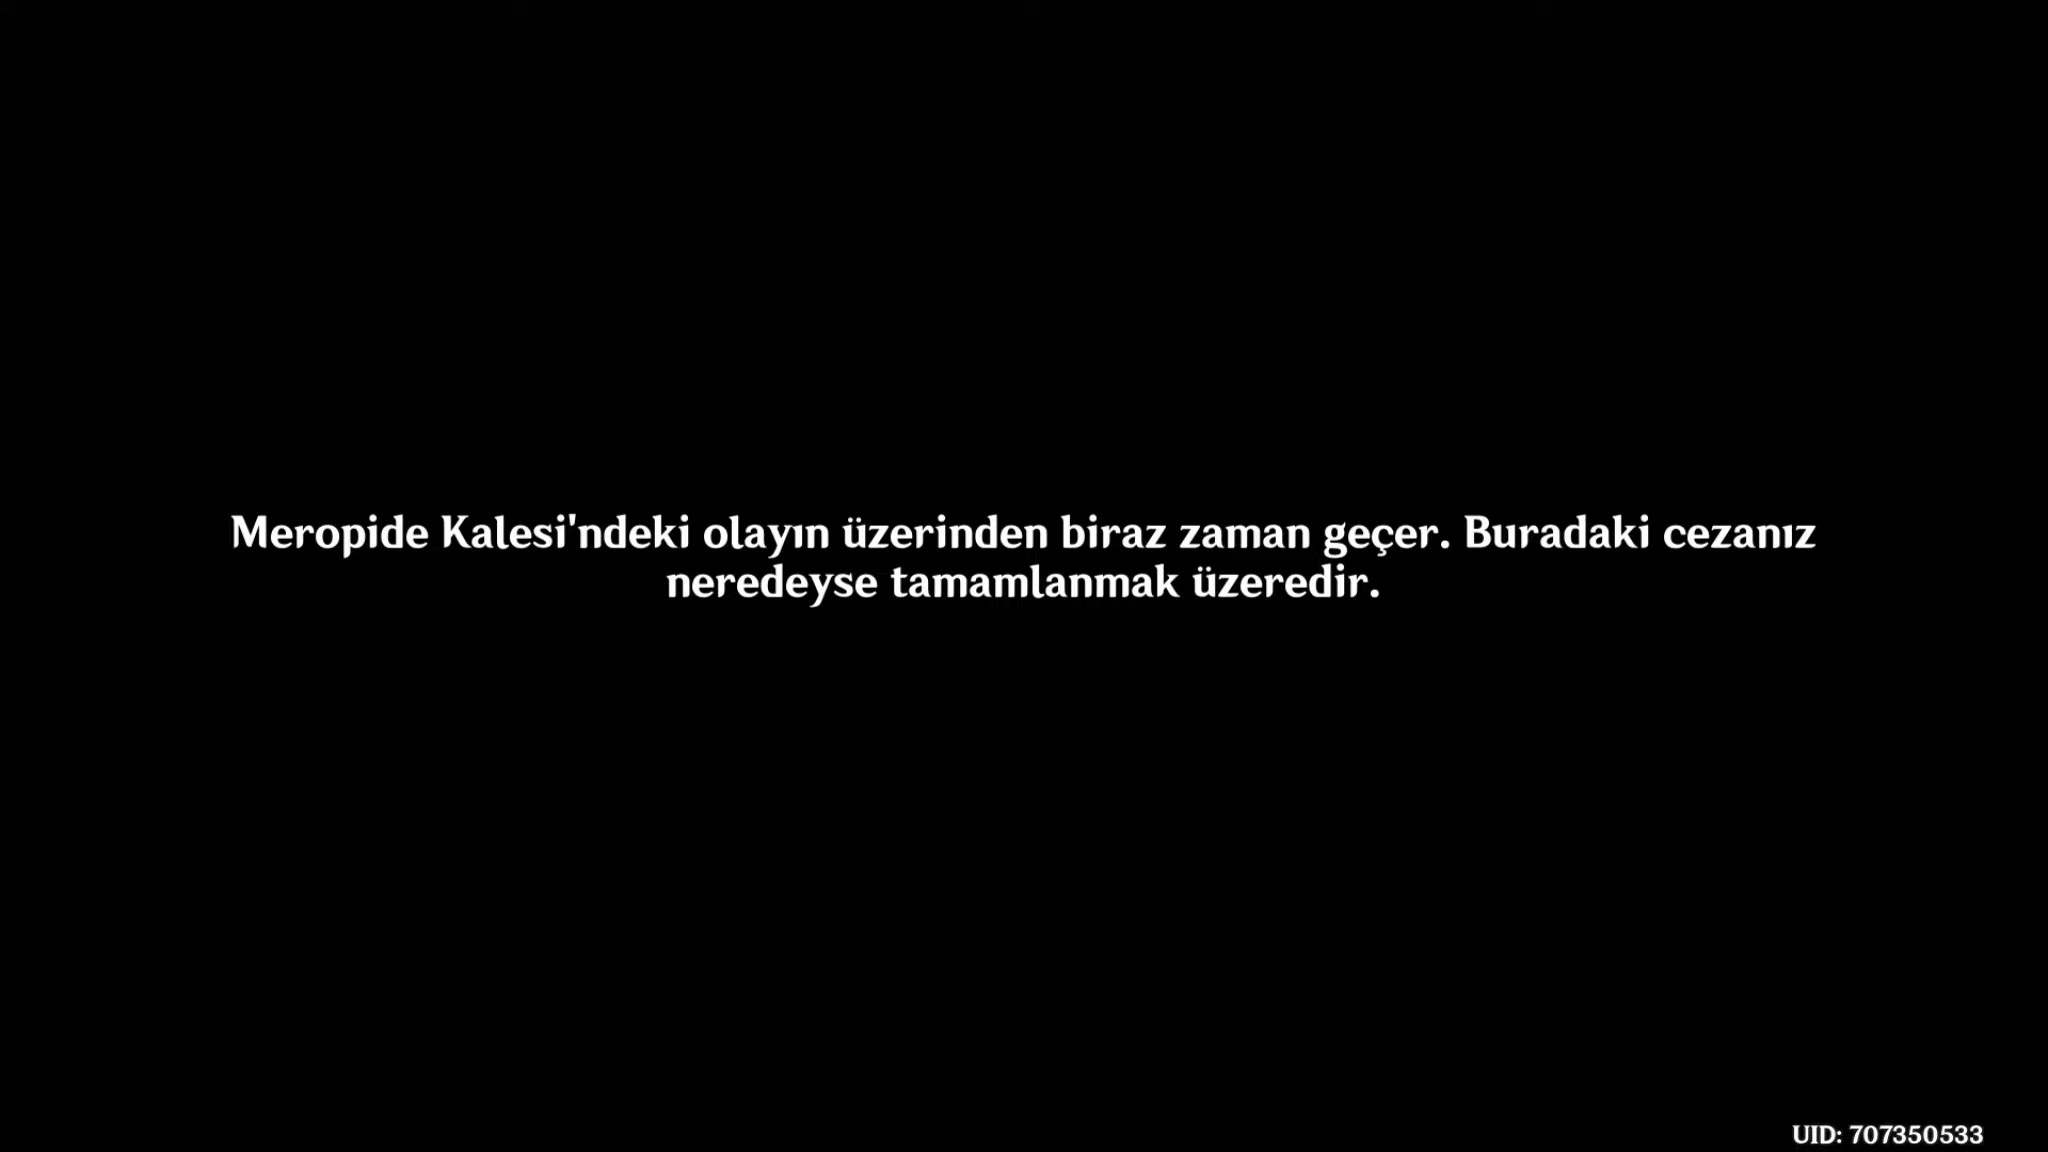 Meropide Kalesi'ndeki olayın üzerinden biraz zaman geçer. Buradaki cezanız
neredeyse tamamlanmak üzeredir.
UID: 707350533